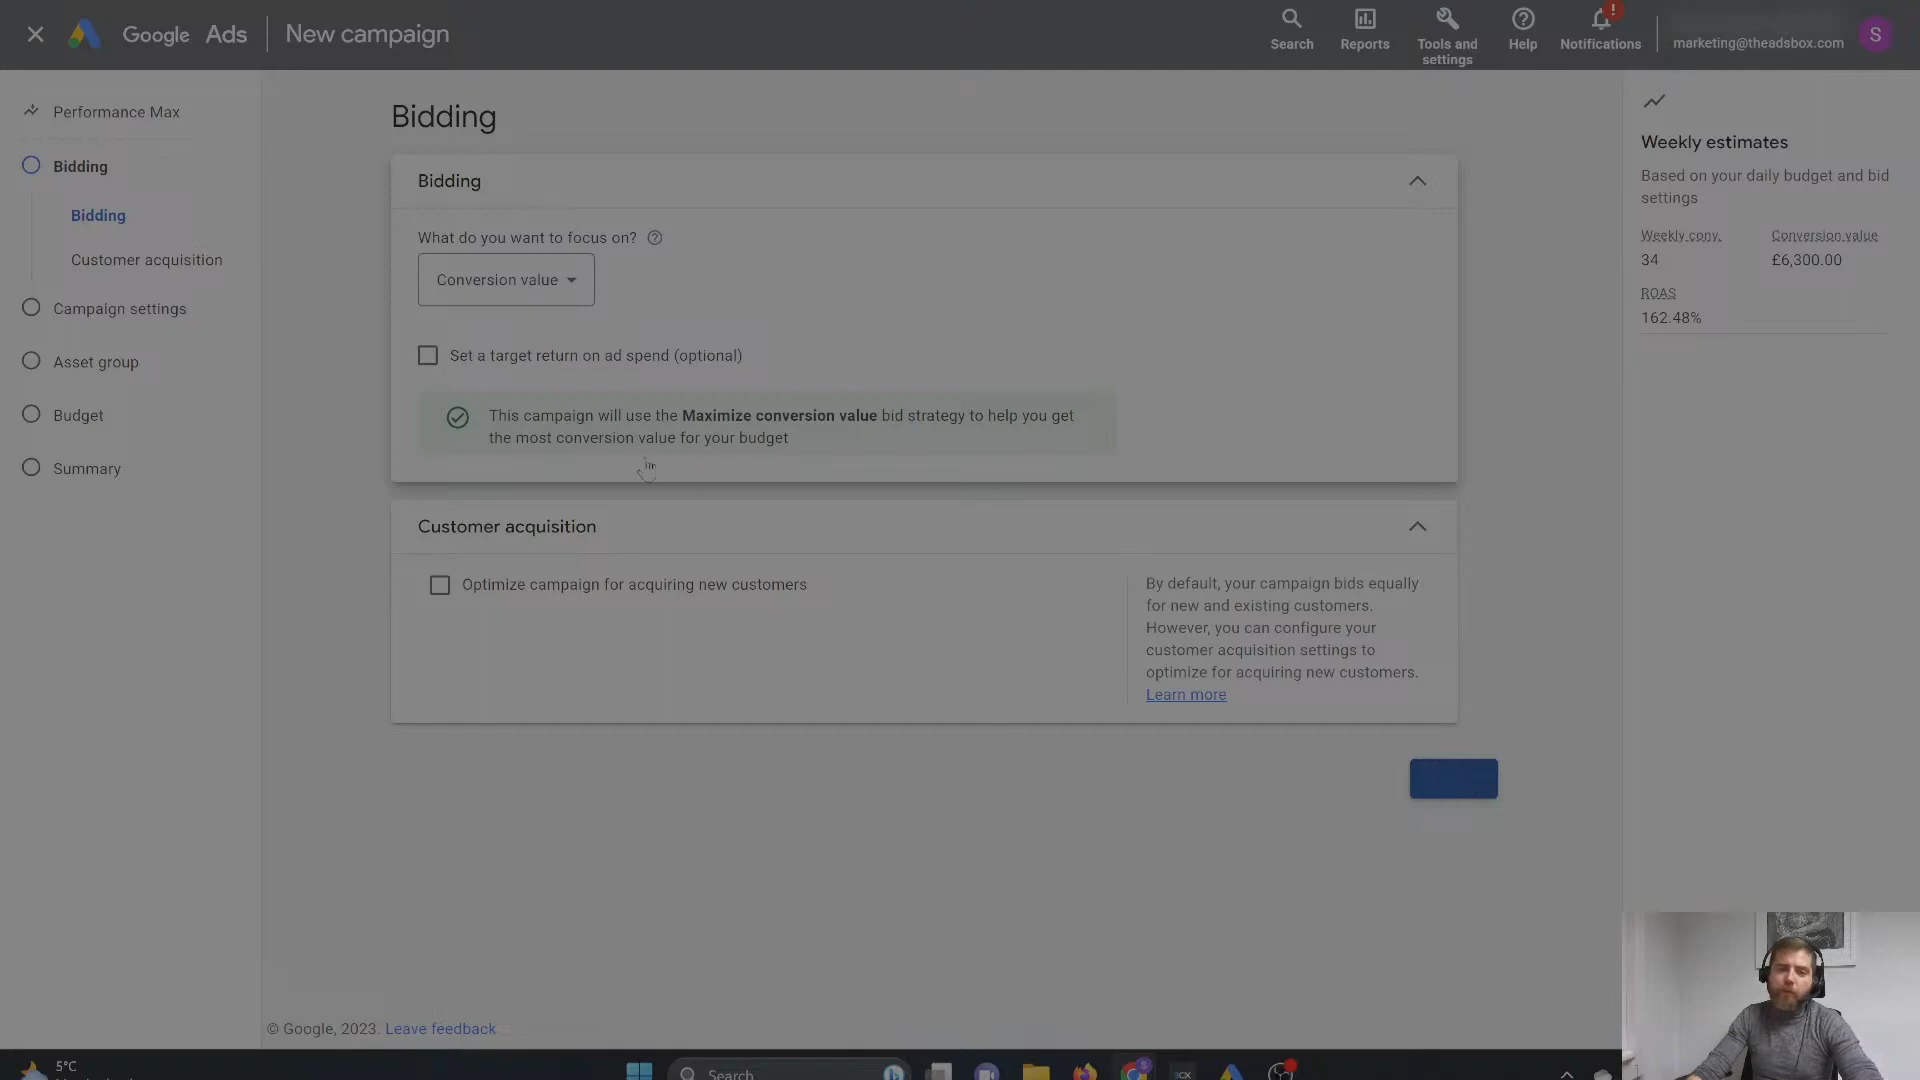 Google Ads
New campaign
Search
Reports
Tools and
settings
Help
Notifications
!
marketing@theadsbox.com
S
Performance Max
Bidding
Bidding
Customer acquisition
Campaign settings
Asset group
Budget
Summary
Bidding
Bidding
What do you want to focus on?
Conversion value
Set a target return on ad spend (optional)
This campaign will use the Maximize conversion value bid strategy to help you get
the most conversion value for your budget
Customer acquisition
Optimize campaign for acquiring new customers
By default, your campaign bids equally
for new and existing customers.
However, you can configure your
customer acquisition settings to
optimize for acquiring new customers.
Learn more
Weekly estimates
Based on your daily budget and bid
settings
Weekly conv.
Conversion value
34
£6,300.00
ROAS
162.48%
© Google, 2023. Leave feedback
5°C
Search